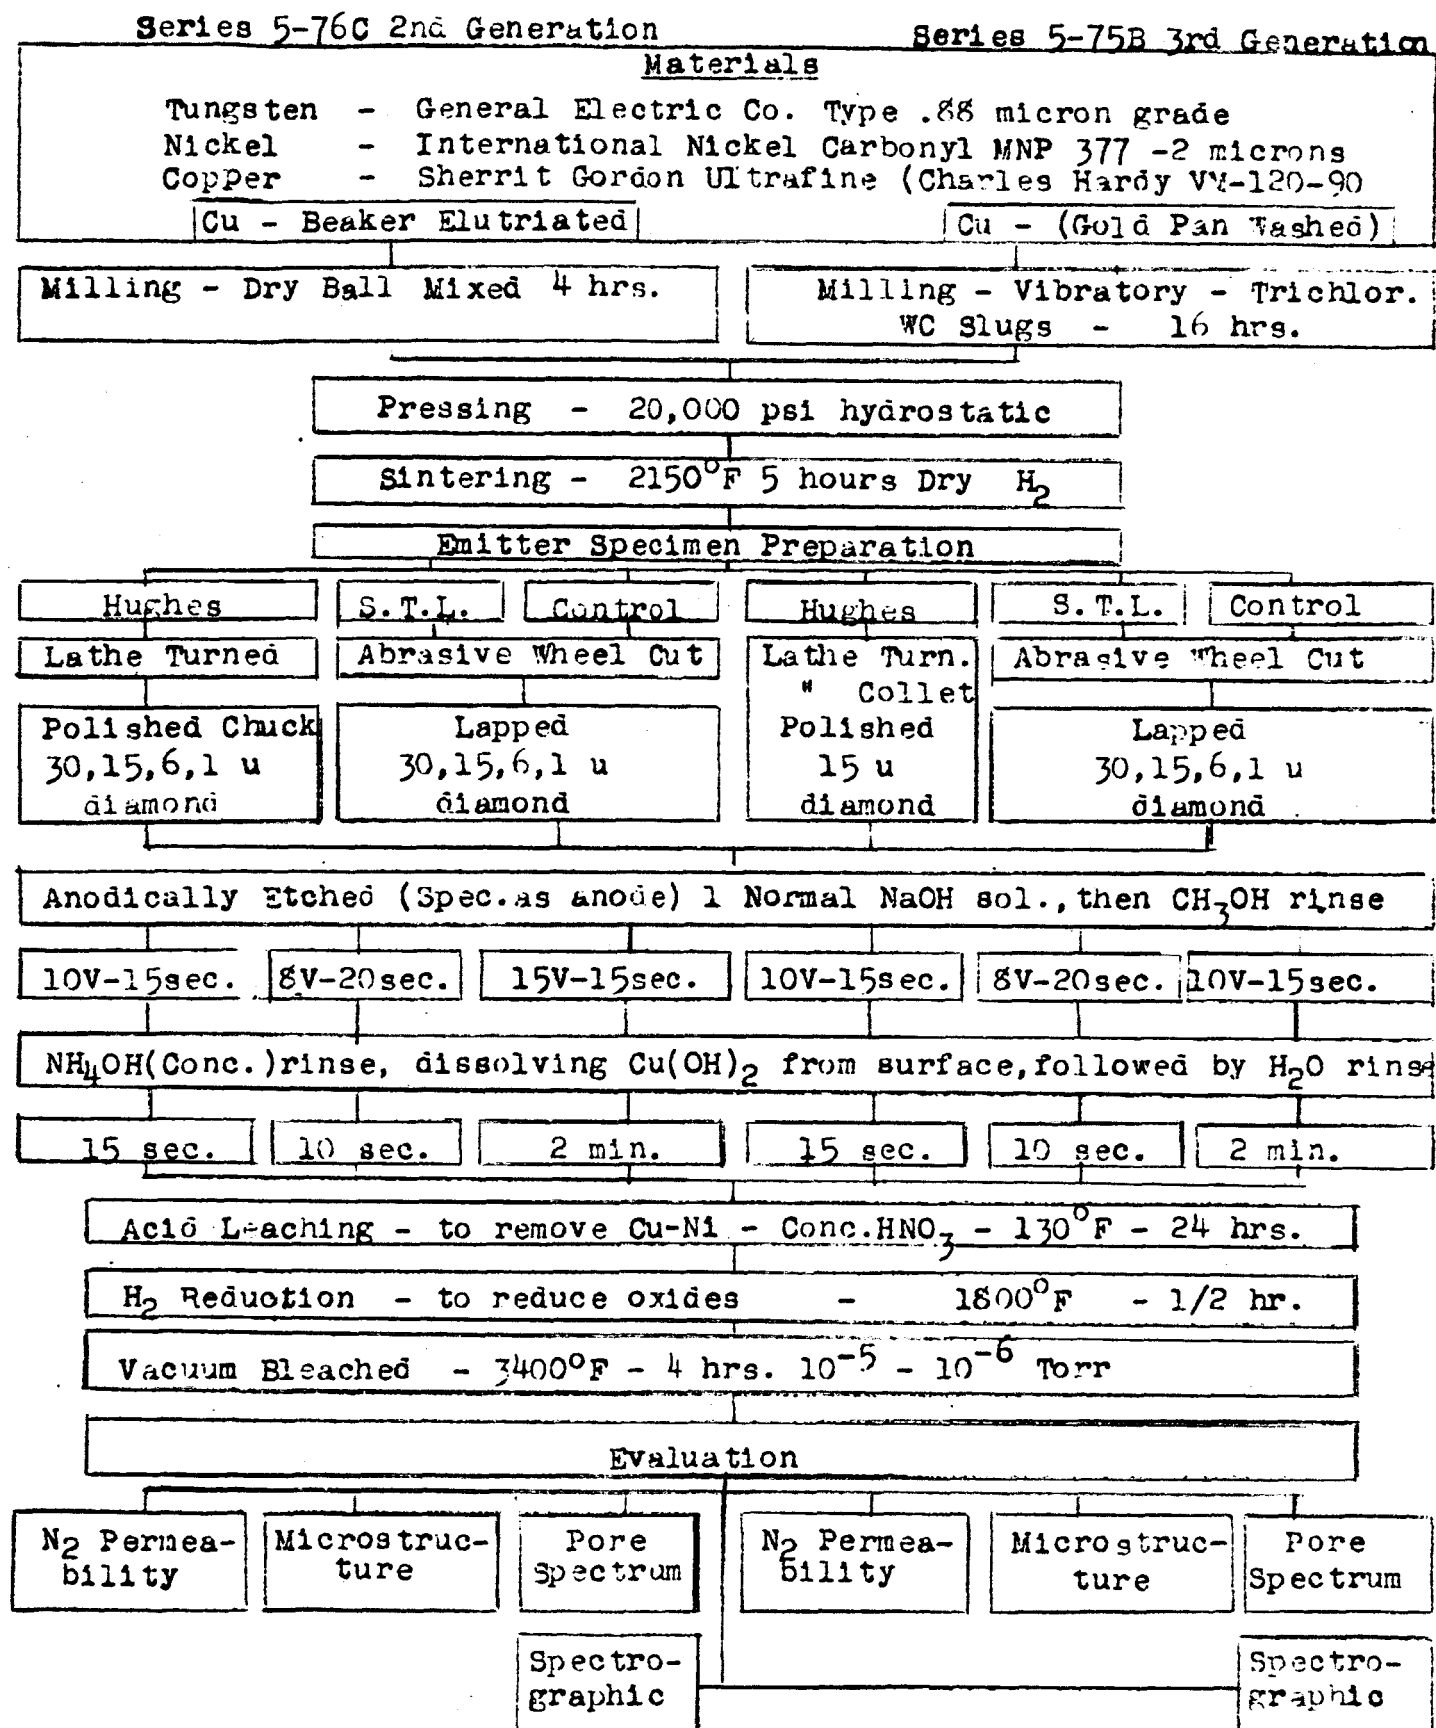 Series 5-76C 2nd Generation
Series 5-75B 3rd Generation
Materials
Tungsten - General Electric Co. Type .88 micron grade
Nickel - International Nickel Carbonyl MNP 377 -2 microns
Copper - Sherrit Gordon Ultrafine (Charles Hardy VM-120-90
Cu - Beaker Elutriated
Cu - (Gold Pan Washed)
Milling - Dry Ball Mixed 4 hrs.
Milling - Vibratory - Trichlor.
WC Slugs - 16 hrs.
Pressing - 20,000 psi hydrostatic
Sintering - 2150°F 5 hours Dry H2
Emitter Specimen Preparation
Hughes
S.T.L.
Control
Hughes
S.T.L.
Control
Lathe Turned
Abrasive Wheel Cut
Lathe Turn.
" Collet
Abrasive Wheel Cut
Polished Chuck
30,15,6,1 u
diamond
Lapped
30,15,6,1 u
diamond
Polished
15 u
diamond
Lapped
30,15,6,1 u
diamond
Anodically Etched (Spec.as anode) 1 Normal NaOH sol.,then CH3OH rinse
10V-15sec.
8V-20sec.
15V-15sec.
10V-15sec.
8V-20sec.
10V-15sec.
NH4OH(Conc.)rinse, dissolving Cu(OH)2 from surface,followed by H2O rinse
15 sec.
10 sec.
2 min.
15 sec.
10 sec.
2 min.
Acid Leaching - to remove Cu-Ni - Conc.HNO3 - 130°F - 24 hrs.
H2 Reduction - to reduce oxides - 1800°F - 1/2 hr.
Vacuum Bleached - 3400°F - 4 hrs. 10-5 - 10-6 Torr
Evaluation
N2 Permea-
bility
Microstruc-
ture
Pore
Spectrum
N2 Permea-
bility
Microstruc-
ture
Pore
Spectrum
Spectro-
graphic
Spectro-
graphic